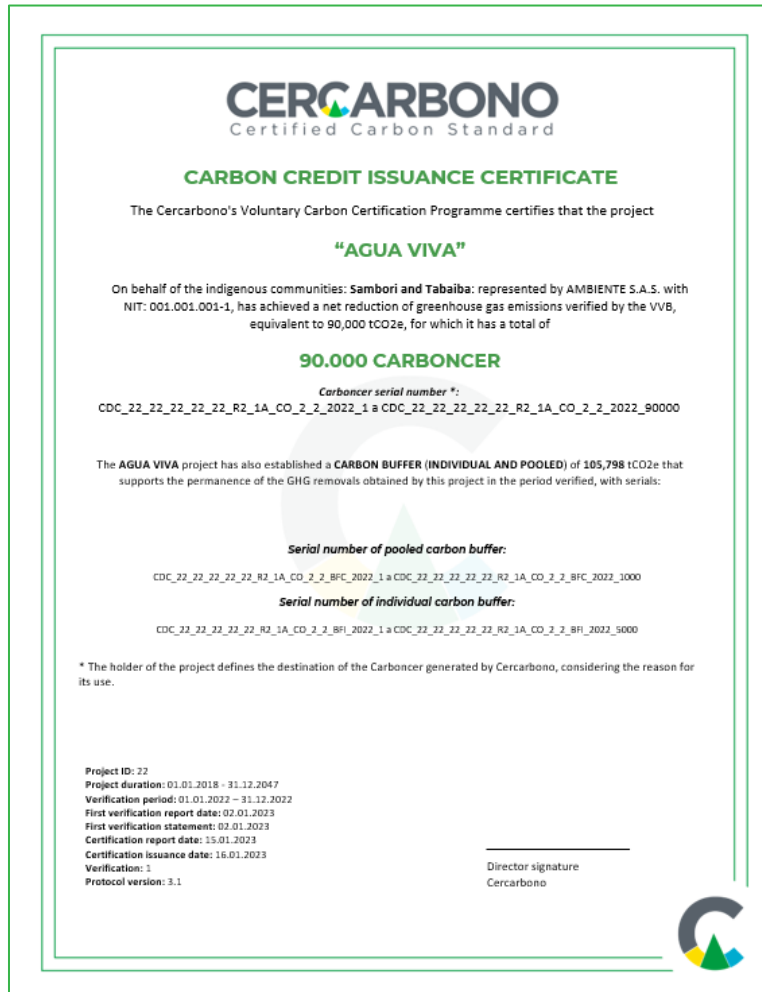 CERCARBONO
Certified Carbon Standard
CARBON CREDIT ISSUANCE CERTIFICATE
The Cercarbono's Voluntary Carbon Certification Programme certifies that the project
“AGUA VIVA”
On behalf of the indigenous communities: Sambori and Tabaiba: represented by AMBIENTE S.A.S. with
NIT: 001.001.001-1, has achieved a net reduction of greenhouse gas emissions verified by the VVB,
equivalent to 90,000 tCO2e, for which it has a total of
90.000 CARBONCER
Carboncer serial number *:
CDC_22_22_22_22_22_R2_1A_CO_2_2_2022_1 a CDC_22_22_22_22_22_R2_1A_CO_2_2_2022_90000
The AGUA VIVA project has also established a CARBON BUFFER (INDIVIDUAL AND POOLED) of 105,798 tCO2e that
supports the permanence of the GHG removals obtained by this project in the period verified, with serials:
Serial number of pooled carbon buffer:
CDC_22_22_22_22_22_R2_1A_CO_2_2_BFC_2022_1 a CDC_22_22_22_22_22_R2_1A_CO_2_2_BFC_2022_1000
Serial number of individual carbon buffer:
CDC_22_22_22_22_22_R2_1A_CO_2_2_BFI_2022_1 a CDC_22_22_22_22_22_R2_1A_CO_2_2_BFI_2022_5000
* The holder of the project defines the destination of the Carboncer generated by Cercarbono, considering the reason for
its use.
Project ID: 22
Project duration: 01.01.2018 - 31.12.2047
Verification period: 01.01.2022 – 31.12.2022
First verification report date: 02.01.2023
First verification statement: 02.01.2023
Certification report date: 15.01.2023
Certification issuance date: 16.01.2023
Verification: 1
Protocol version: 3.1
Director signature
Cercarbono